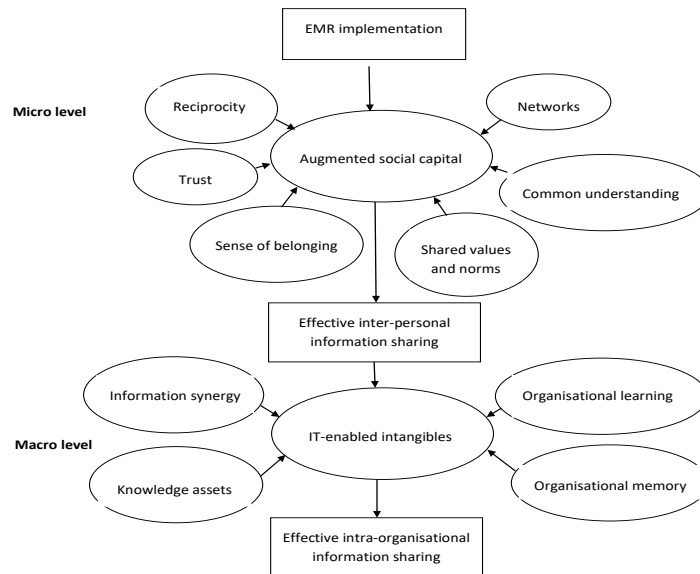 EMR implementation
Micro level
Reciprocity
Networks
Augmented social capital
Trust
Common understanding
Sense of belonging
Shared values
and norms
Effective inter-personal
information sharing
Information synergy
Organisational learning
IT-enabled intangibles
Macro level
Knowledge assets
Organisational memory
Effective intra-organisational
information sharing